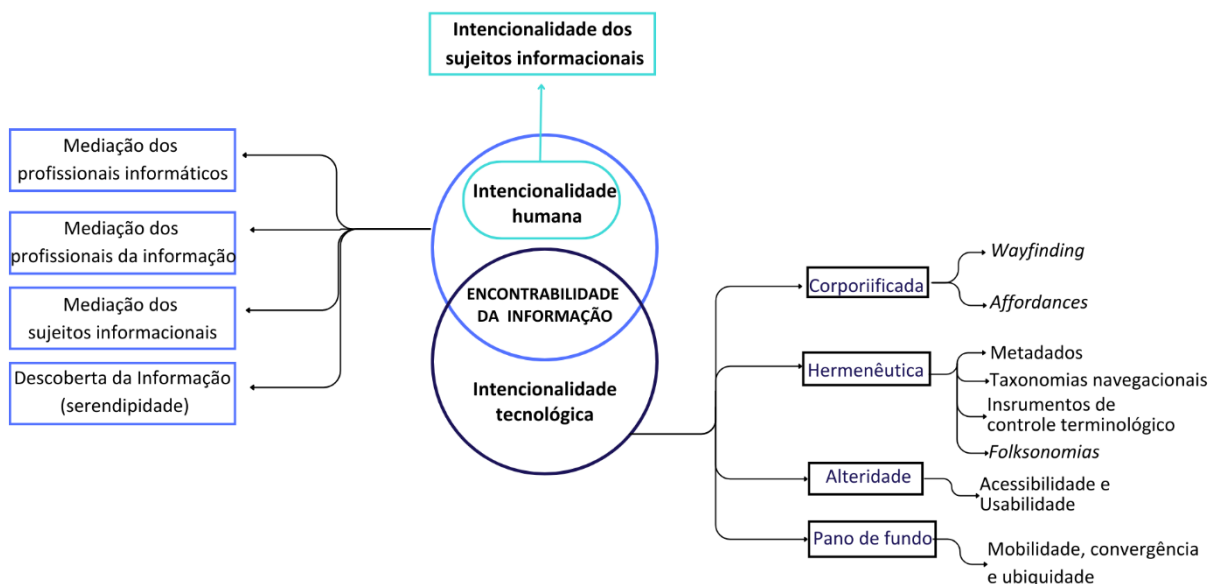 Intencionalidade dos
sujeitos informacionais
Mediação dos
profissionais informáticos
Mediação dos
profissionais da informação
Mediação dos
sujeitos informacionais
Descoberta da Informação
(serendipidade)
Intencionalidade
humana
ENCONTRABILIDADE
DA INFORMAÇÃO
Intencionalidade
tecnológica
Corporiificada
Wayfinding
Affordances
Hermenêutica
Metadados
Taxonomias navegacionais
Insrumentos de
controle terminológico
Folksonomias
Alteridade
Acessibilidade e
Usabilidade
Pano de fundo
Mobilidade, convergência
e ubiquidade